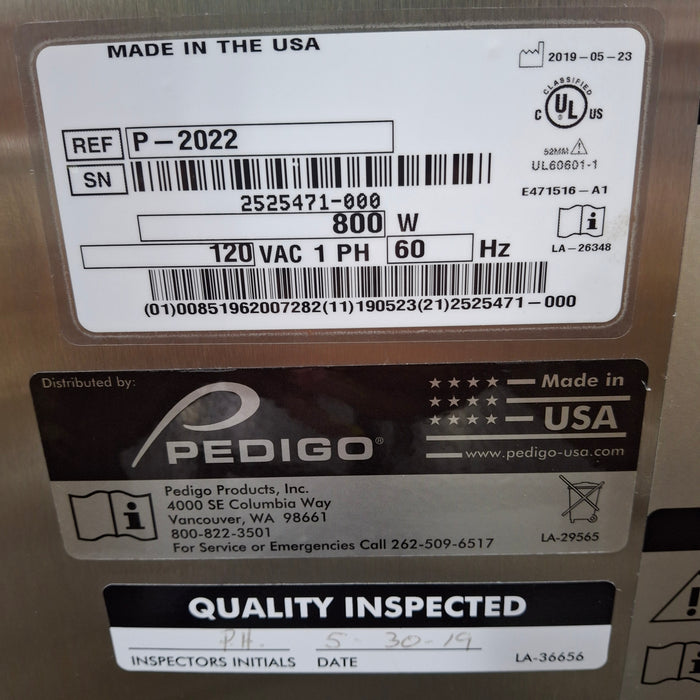 MADE IN THE USA
2019-05-23
CLASSIFIED
C UL US
REF P-2022
SN
2525471-000
UL60601-1
E471516-A1
800 W
120 VAC 1 PH 60 Hz
LA-26348
(01)00851962007282(11)190523(21)2525471-000
Distributed by:
PEDIGO®
Made in
USA
www.pedigo-usa.com
Pedigo Products, Inc.
4000 SE Columbia Way
Vancouver, WA 98661
800-822-3501
For Service or Emergencies Call 262-509-6517
LA-29565
QUALITY INSPECTED
P.H. 5-30-19
INSPECTORS INITIALS DATE
LA-36656